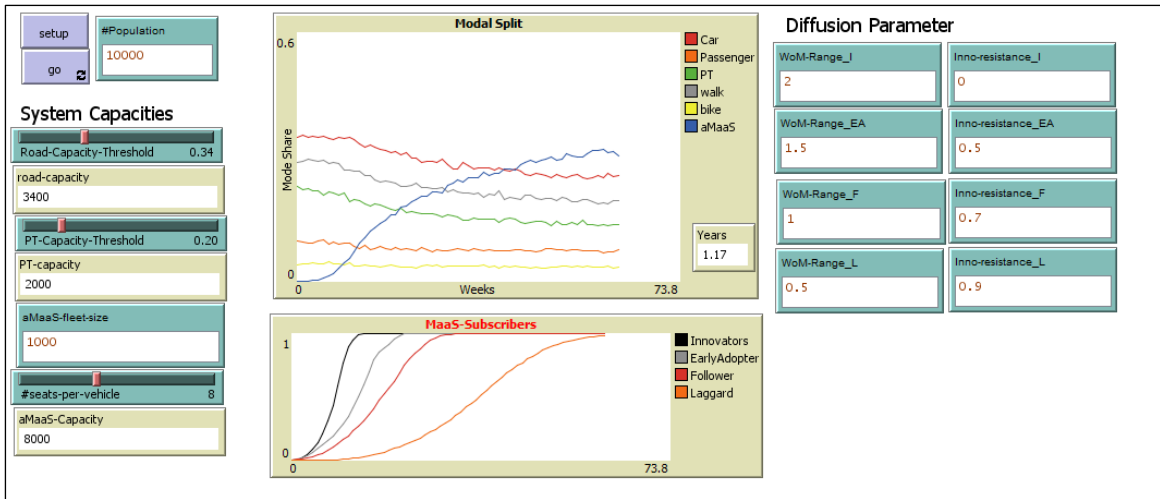 setup
go
#Population
10000
System Capacities
Road-Capacity-Threshold 0.34
road-capacity
3400
PT-Capacity-Threshold 0.20
PT-capacity
2000
aMaaS-fleet-size
1000
#seats-per-vehicle 8
aMaaS-Capacity
8000
Modal Split
0.6
Mode Share
0
0
Weeks
73.8
Car
Passenger
PT
walk
bike
aMaaS
Years
1.17
MaaS-Subscribers
1
0
0
73.8
Innovators
EarlyAdopter
Follower
Laggard
Diffusion Parameter
WoM-Range_I
2
Inno-resistance_I
0
WoM-Range_EA
1.5
Inno-resistance_EA
0.5
WoM-Range_F
1
Inno-resistance_F
0.7
WoM-Range_L
0.5
Inno-resistance_L
0.9